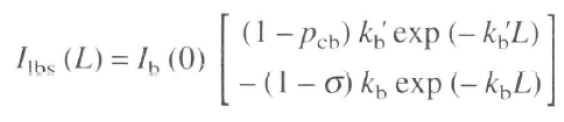 I_lbs (L) = I_b (0) [ (1 – p_cb) k_b′ exp (– k_b′L)
– (1 – σ) k_b exp (– k_bL) ]